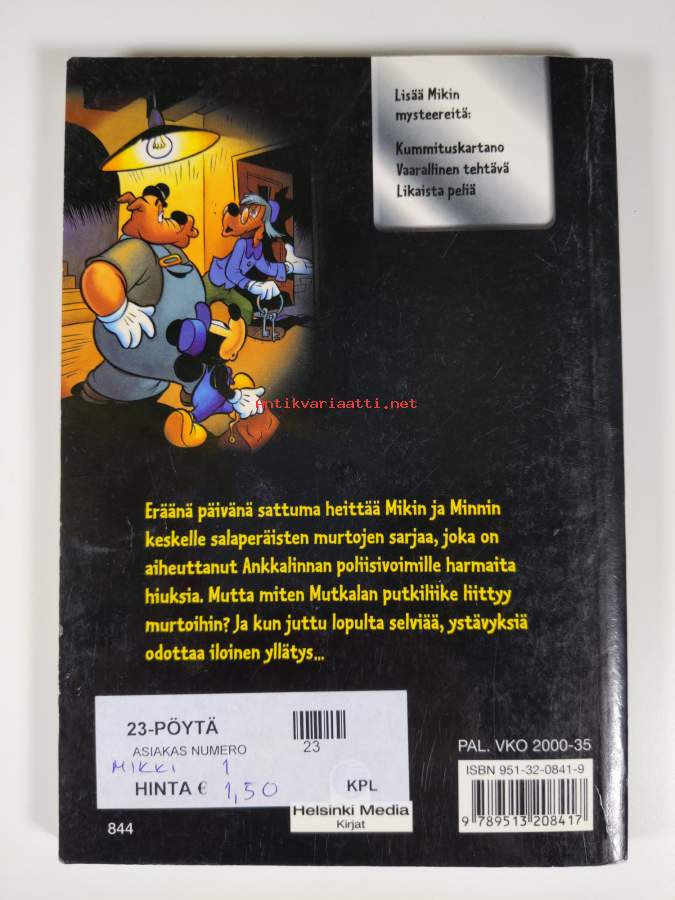 Lisää Mikin
mysteereitä:
Kummituskartano
Vaarallinen tehtävä
Likaista peliä
Antikvariaatti.net
Eräänä päivänä sattuma heittää Mikin ja Minnin
keskelle salaperäisten murtojen sarjaa, joka on
aiheuttanut Ankkalinnan poliisivoimille harmaita
hiuksia. Mutta miten Mutkalan putkiliike liittyy
murtoihin? Ja kun juttu lopulta selviää, ystävyksiä
odottaa iloinen yllätys...
23-PÖYTÄ
ASIAKAS NUMERO
23
MIKKI 1
HINTA € 1,50 KPL
PAL. VKO 2000-35
ISBN 951-32-0841-9
9 789513 208417
Helsinki Media
Kirjat
844